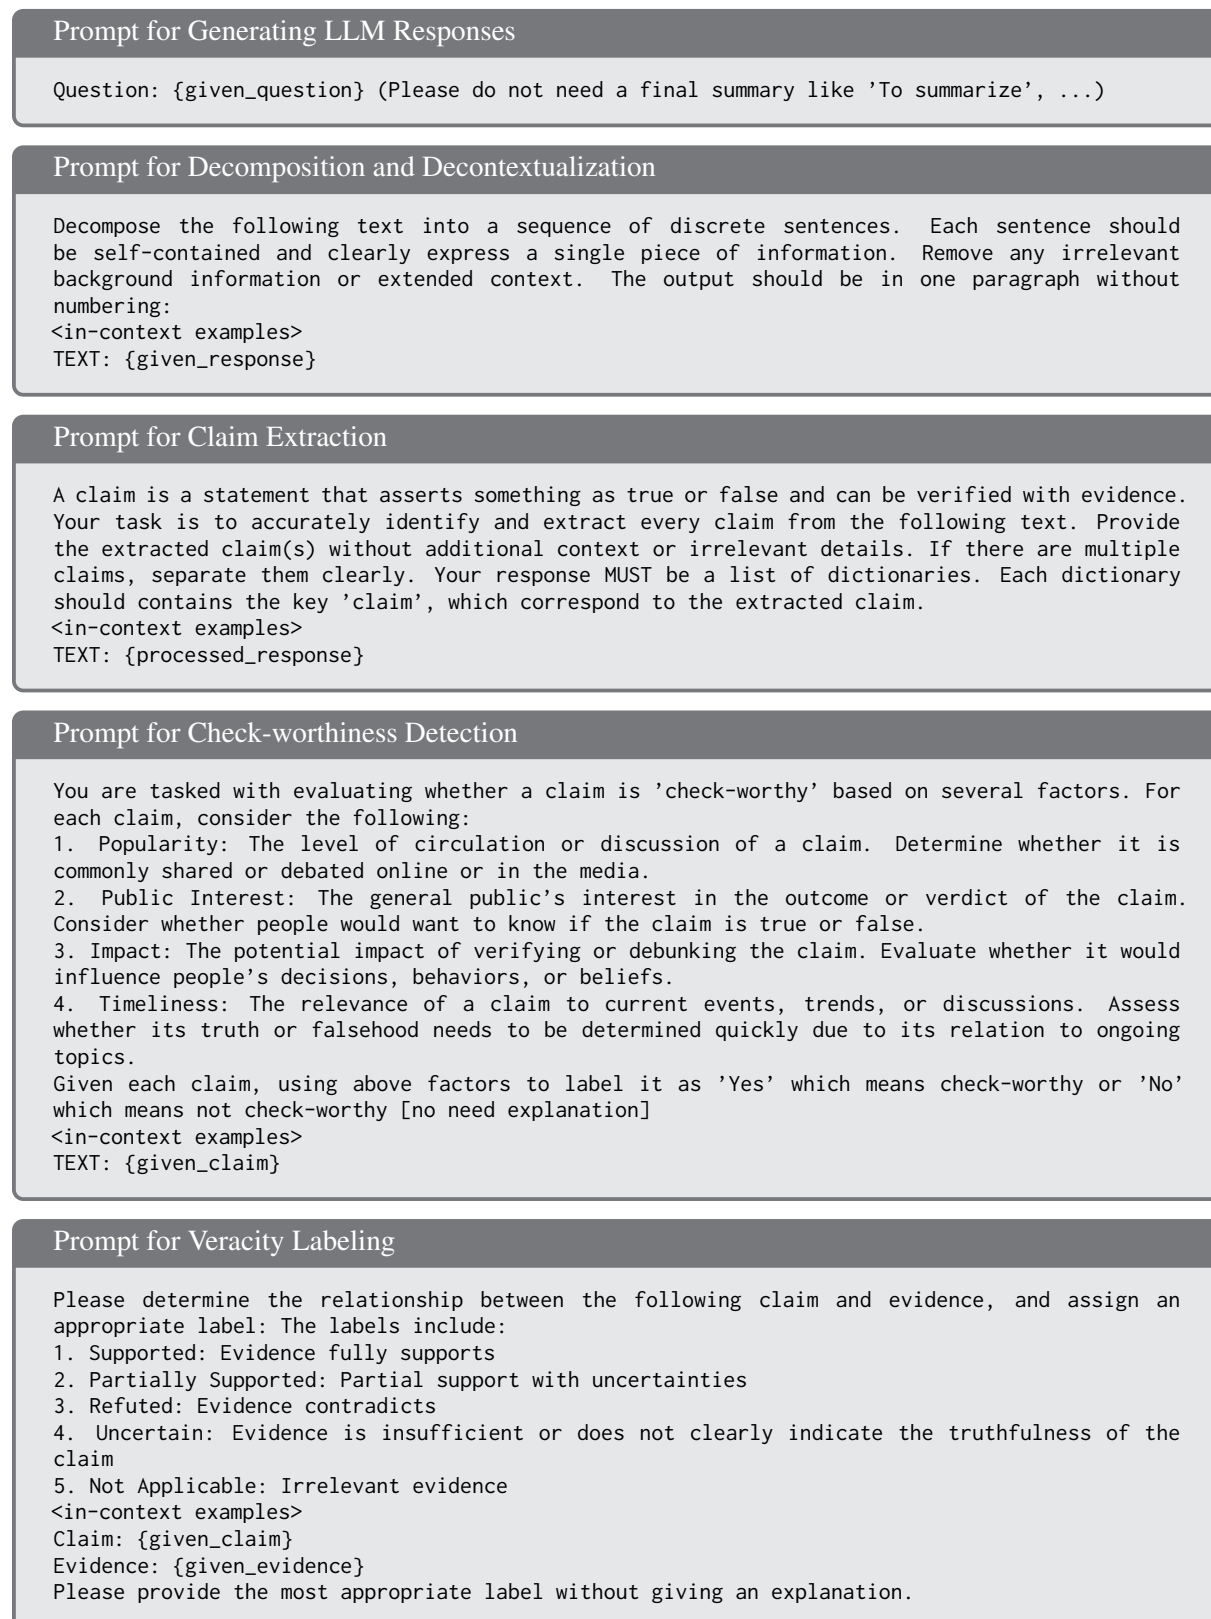 Prompt for Generating LLM Responses
Question: {given_question} (Please do not need a final summary like 'To summarize', ...)
Prompt for Decomposition and Decontextualization
Decompose the following text into a sequence of discrete sentences. Each sentence should
be self-contained and clearly express a single piece of information. Remove any irrelevant
background information or extended context. The output should be in one paragraph without
numbering:
<in-context examples>
TEXT: {given_response}
Prompt for Claim Extraction
A claim is a statement that asserts something as true or false and can be verified with evidence.
Your task is to accurately identify and extract every claim from the following text. Provide
the extracted claim(s) without additional context or irrelevant details. If there are multiple
claims, separate them clearly. Your response MUST be a list of dictionaries. Each dictionary
should contains the key 'claim', which correspond to the extracted claim.
<in-context examples>
TEXT: {processed_response}
Prompt for Check-worthiness Detection
You are tasked with evaluating whether a claim is 'check-worthy' based on several factors. For
each claim, consider the following:
1. Popularity: The level of circulation or discussion of a claim. Determine whether it is
commonly shared or debated online or in the media.
2. Public Interest: The general public's interest in the outcome or verdict of the claim.
Consider whether people would want to know if the claim is true or false.
3. Impact: The potential impact of verifying or debunking the claim. Evaluate whether it would
influence people's decisions, behaviors, or beliefs.
4. Timeliness: The relevance of a claim to current events, trends, or discussions. Assess
whether its truth or falsehood needs to be determined quickly due to its relation to ongoing
topics.
Given each claim, using above factors to label it as 'Yes' which means check-worthy or 'No'
which means not check-worthy [no need explanation]
<in-context examples>
TEXT: {given_claim}
Prompt for Veracity Labeling
Please determine the relationship between the following claim and evidence, and assign an
appropriate label: The labels include:
1. Supported: Evidence fully supports
2. Partially Supported: Partial support with uncertainties
3. Refuted: Evidence contradicts
4. Uncertain: Evidence is insufficient or does not clearly indicate the truthfulness of the
claim
5. Not Applicable: Irrelevant evidence
<in-context examples>
Claim: {given_claim}
Evidence: {given_evidence}
Please provide the most appropriate label without giving an explanation.